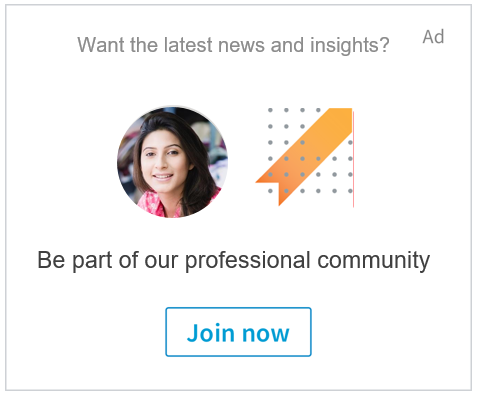 Want the latest news and insights?
Ad
Be part of our professional community
Join now